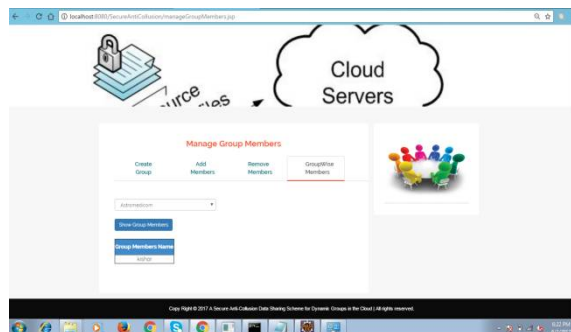 localhost:8080/SecureAntiCollusion/manageGroupMembers.jsp
Cloud
Servers
Manage Group Members
Create
Group
Add
Members
Remove
Members
GroupWise
Members
Show Group Members
Group Members Name
Copy Right © 2017 A Secure Anti-Collusion Data Sharing Scheme for Dynamic Groups in the Cloud | All rights reserved.